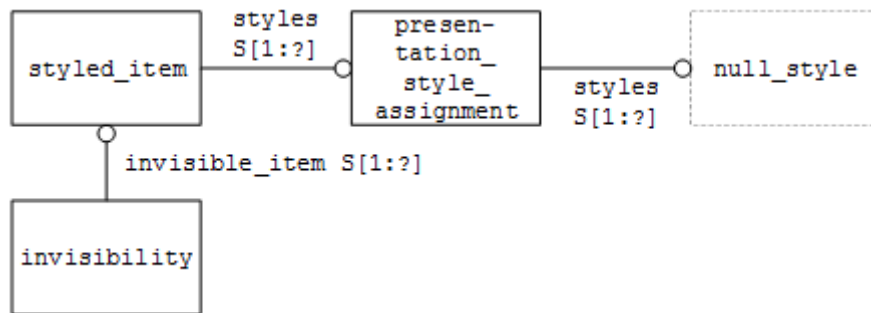 styled_item
styles
S[1:?]
presen-
tation_
style_
assignment
styles
S[1:?]
null_style
invisible_item S[1:?]
invisibility